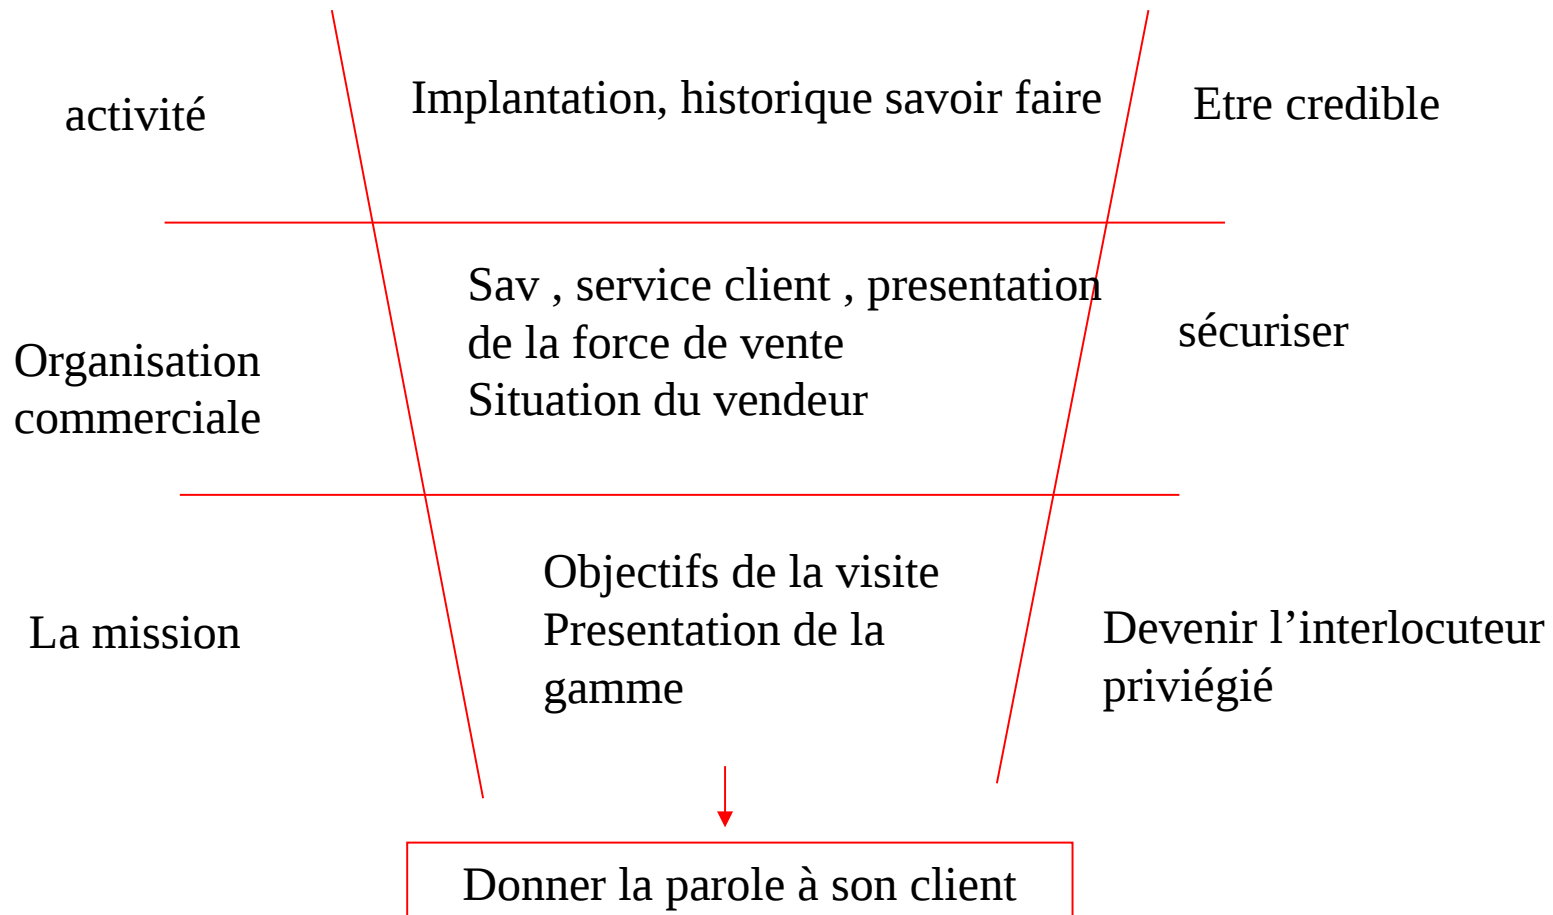 activité
Implantation, historique savoir faire
Etre credible
Organisation
commerciale
Sav , service client , presentation
de la force de vente
Situation du vendeur
sécuriser
La mission
Objectifs de la visite
Presentation de la
gamme
Devenir l’interlocuteur
priviégié
Donner la parole à son client